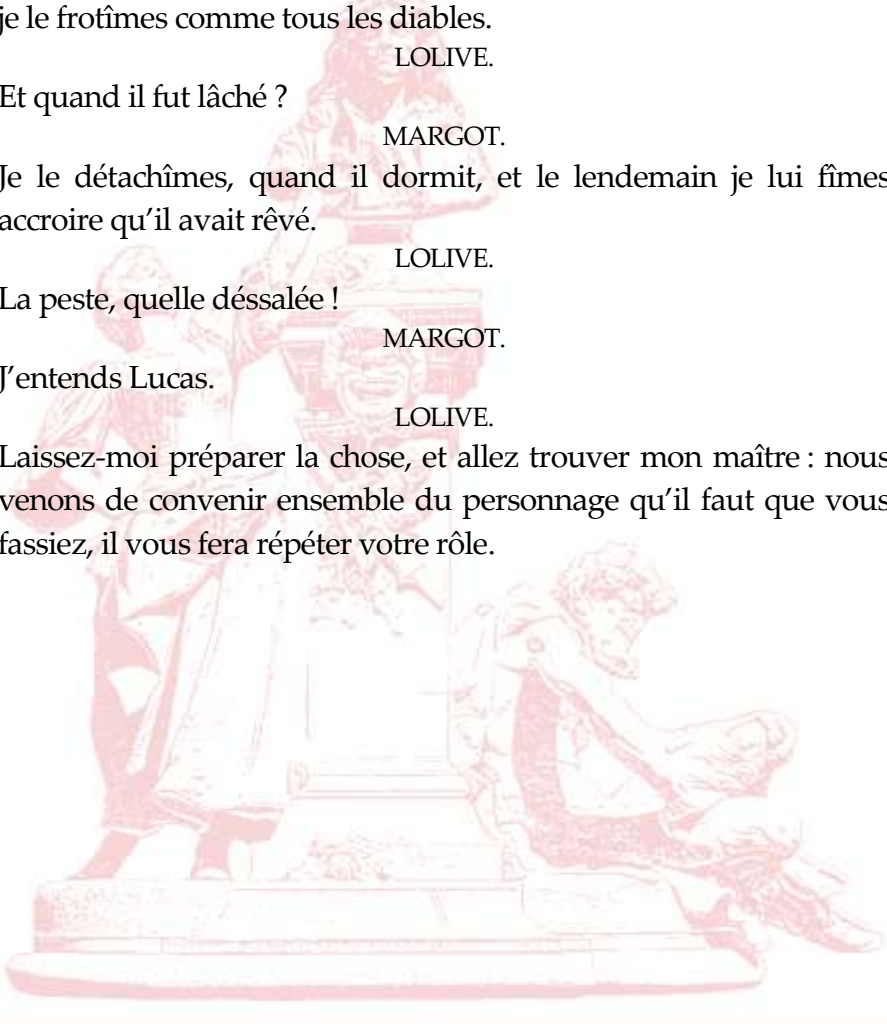 je le frotîmes comme tous les diables.
LOLIVE.
Et quand il fut lâché ?
MARGOT.
Je le détachîmes, quand il dormit, et le lendemain je lui fîmes
accroire qu’il avait rêvé.
LOLIVE.
La peste, quelle déssalée !
MARGOT.
J’entends Lucas.
LOLIVE.
Laissez-moi préparer la chose, et allez trouver mon maître : nous
venons de convenir ensemble du personnage qu’il faut que vous
fassiez, il vous fera répéter votre rôle.